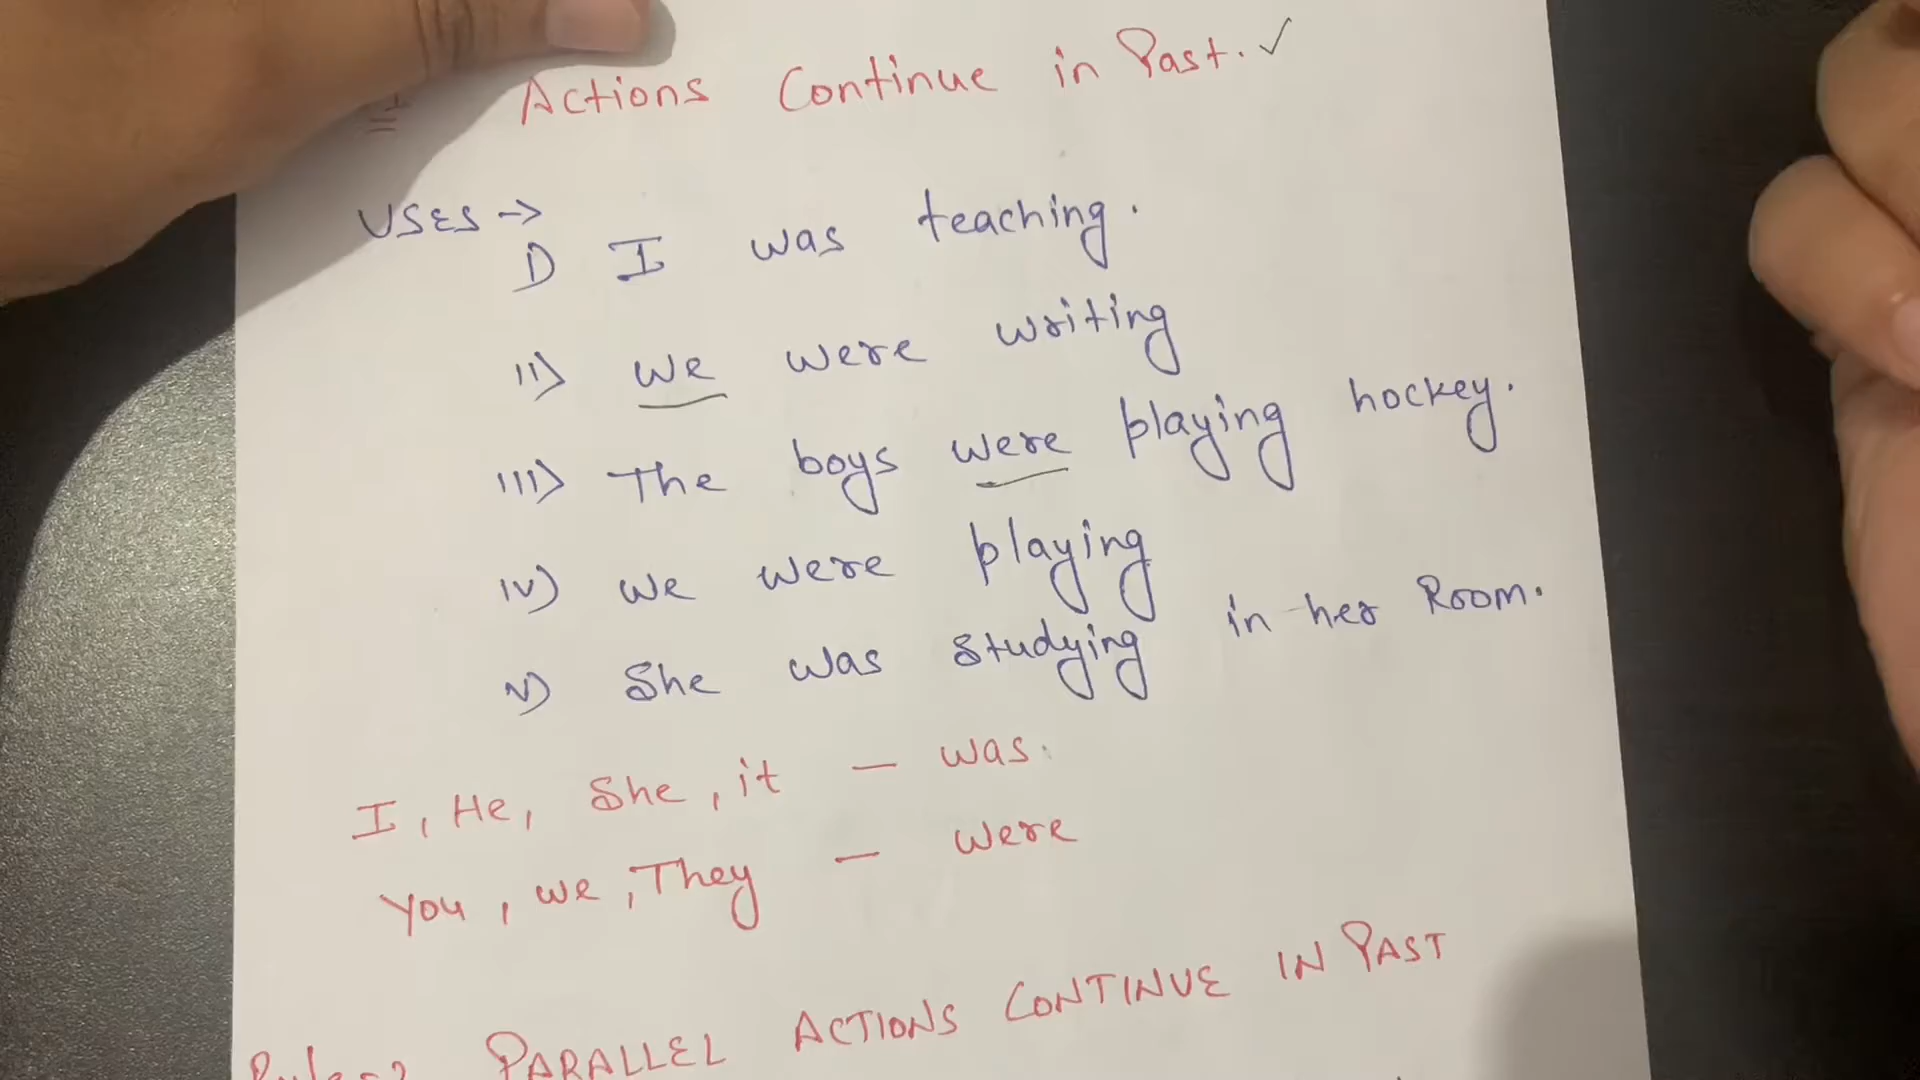 Actions Continue in Past. ✓
USES →
I) I was teaching.
II) We were writing
III) The boys were playing hockey.
IV) We were playing
V) She was studying in her Room.
I, He, She, it — was.
You, we, They — were
PARALLEL ACTIONS CONTINUE IN PAST